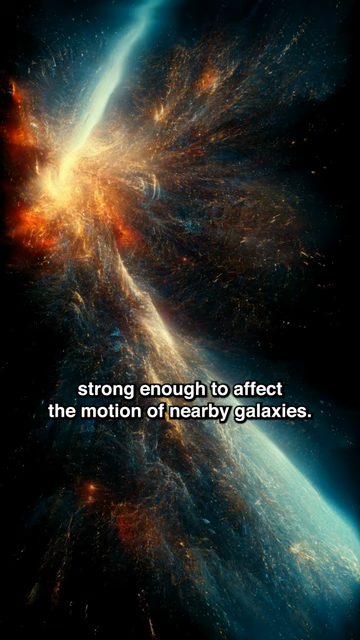 strong enough to affect
the motion of nearby galaxies.